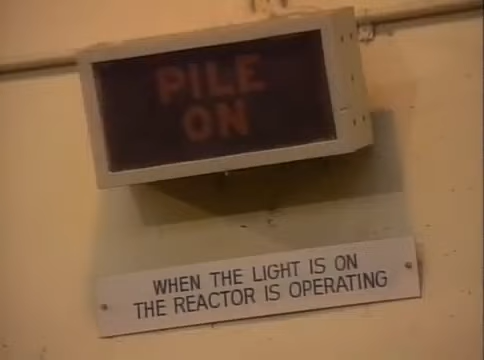 PILE
ON
WHEN THE LIGHT IS ON
THE REACTOR IS OPERATING